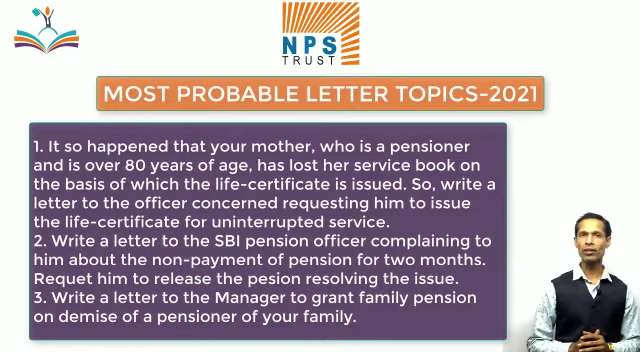 NPS
TRUST
MOST PROBABLE LETTER TOPICS-2021
1. It so happened that your mother, who is a pensioner
and is over 80 years of age, has lost her service book on
the basis of which the life-certificate is issued. So, write a
letter to the officer concerned requesting him to issue
the life-certificate for uninterrupted service.
2. Write a letter to the SBI pension officer complaining to
him about the non-payment of pension for two months.
Requet him to release the pesion resolving the issue.
3. Write a letter to the Manager to grant family pension
on demise of a pensioner of your family.